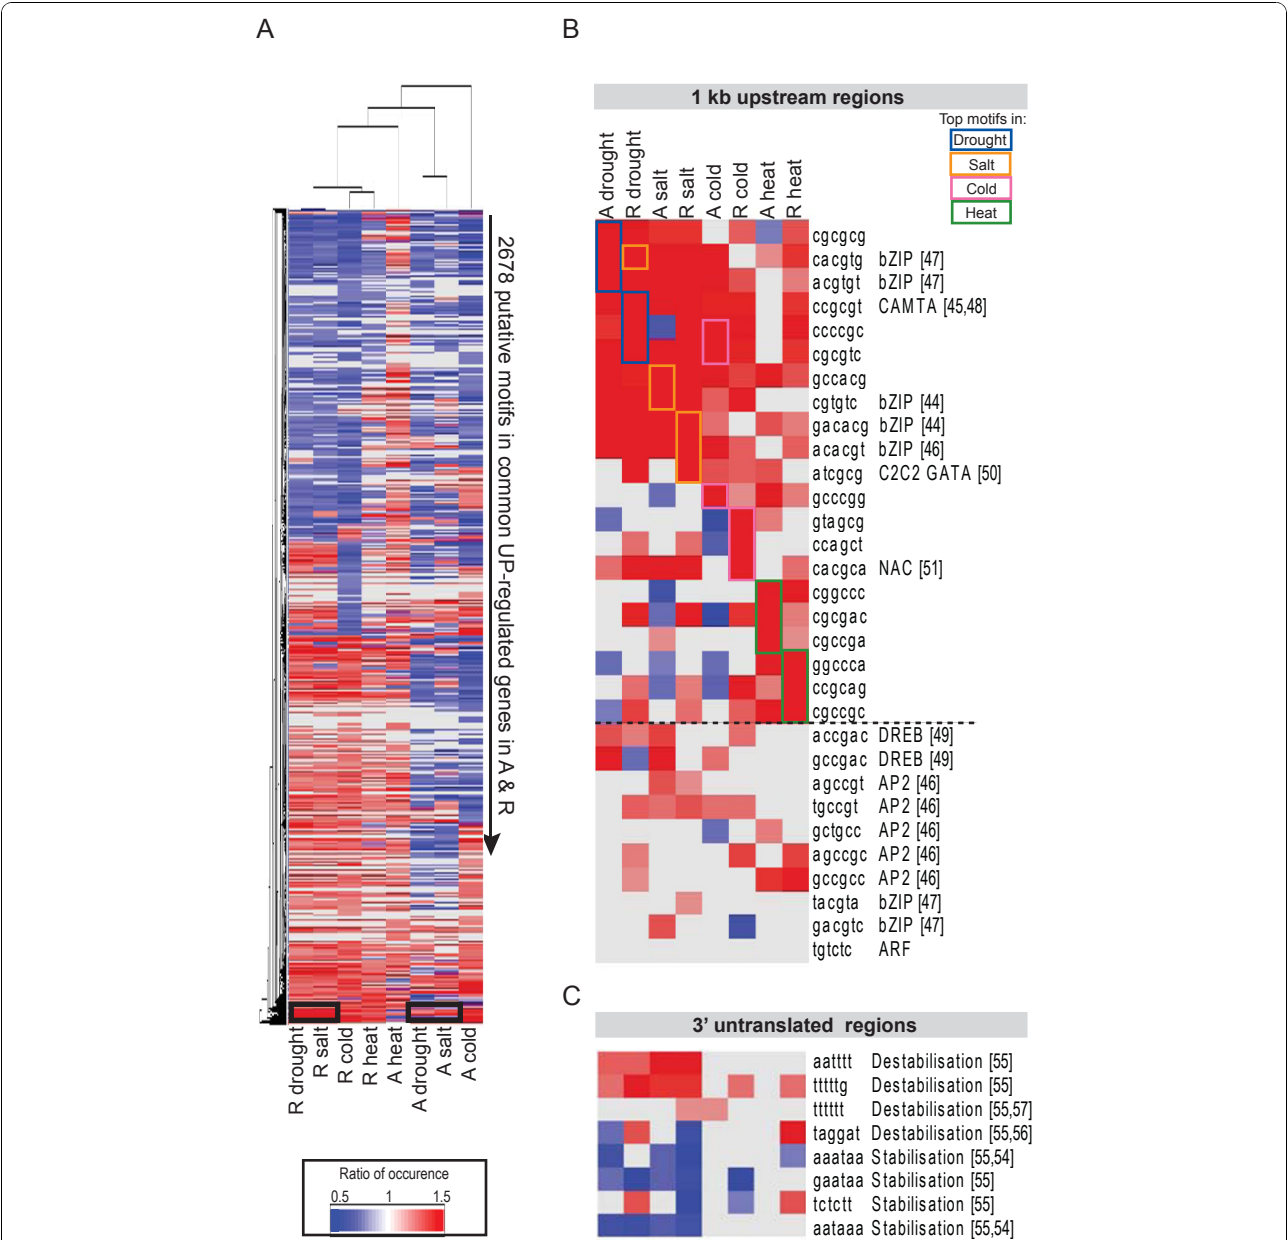 A
2678 putative motifs in common UP-regulated genes in A & R
R drought
R salt
R cold
R heat
A heat
A drought
A salt
A cold
Ratio of occurence
0.5 1 1.5
B
1 kb upstream regions
Top motifs in:
Drought
Salt
Cold
Heat
A drought
R drought
A salt
R salt
A cold
R cold
A heat
R heat
cgcgcg
cacgtg bZIP [47]
acgtgt bZIP [47]
ccgcgt CAMTA [45,48]
ccccgc
cgcgtc
gccacg
cgtgtc bZIP [44]
gacacg bZIP [44]
acacgt bZIP [46]
atcgcg C2C2 GATA [50]
gcccgg
gtagcg
ccagct
cacgca NAC [51]
cggccc
cgcgac
cgccga
ggccca
ccgcag
cgccgc
accgac DREB [49]
gccgac DREB [49]
agccgt AP2 [46]
tgccgt AP2 [46]
gctgcc AP2 [46]
agccgc AP2 [46]
gccgcc AP2 [46]
tacgta bZIP [47]
gacgtc bZIP [47]
tgtctc ARF
C
3' untranslated regions
aatttt Destabilisation [55]
tttttg Destabilisation [55]
tttttt Destabilisation [55,57]
taggat Destabilisation [55,56]
aaataa Stabilisation [55,54]
gaataa Stabilisation [55]
tctctt Stabilisation [55]
aataaa Stabilisation [55,54]